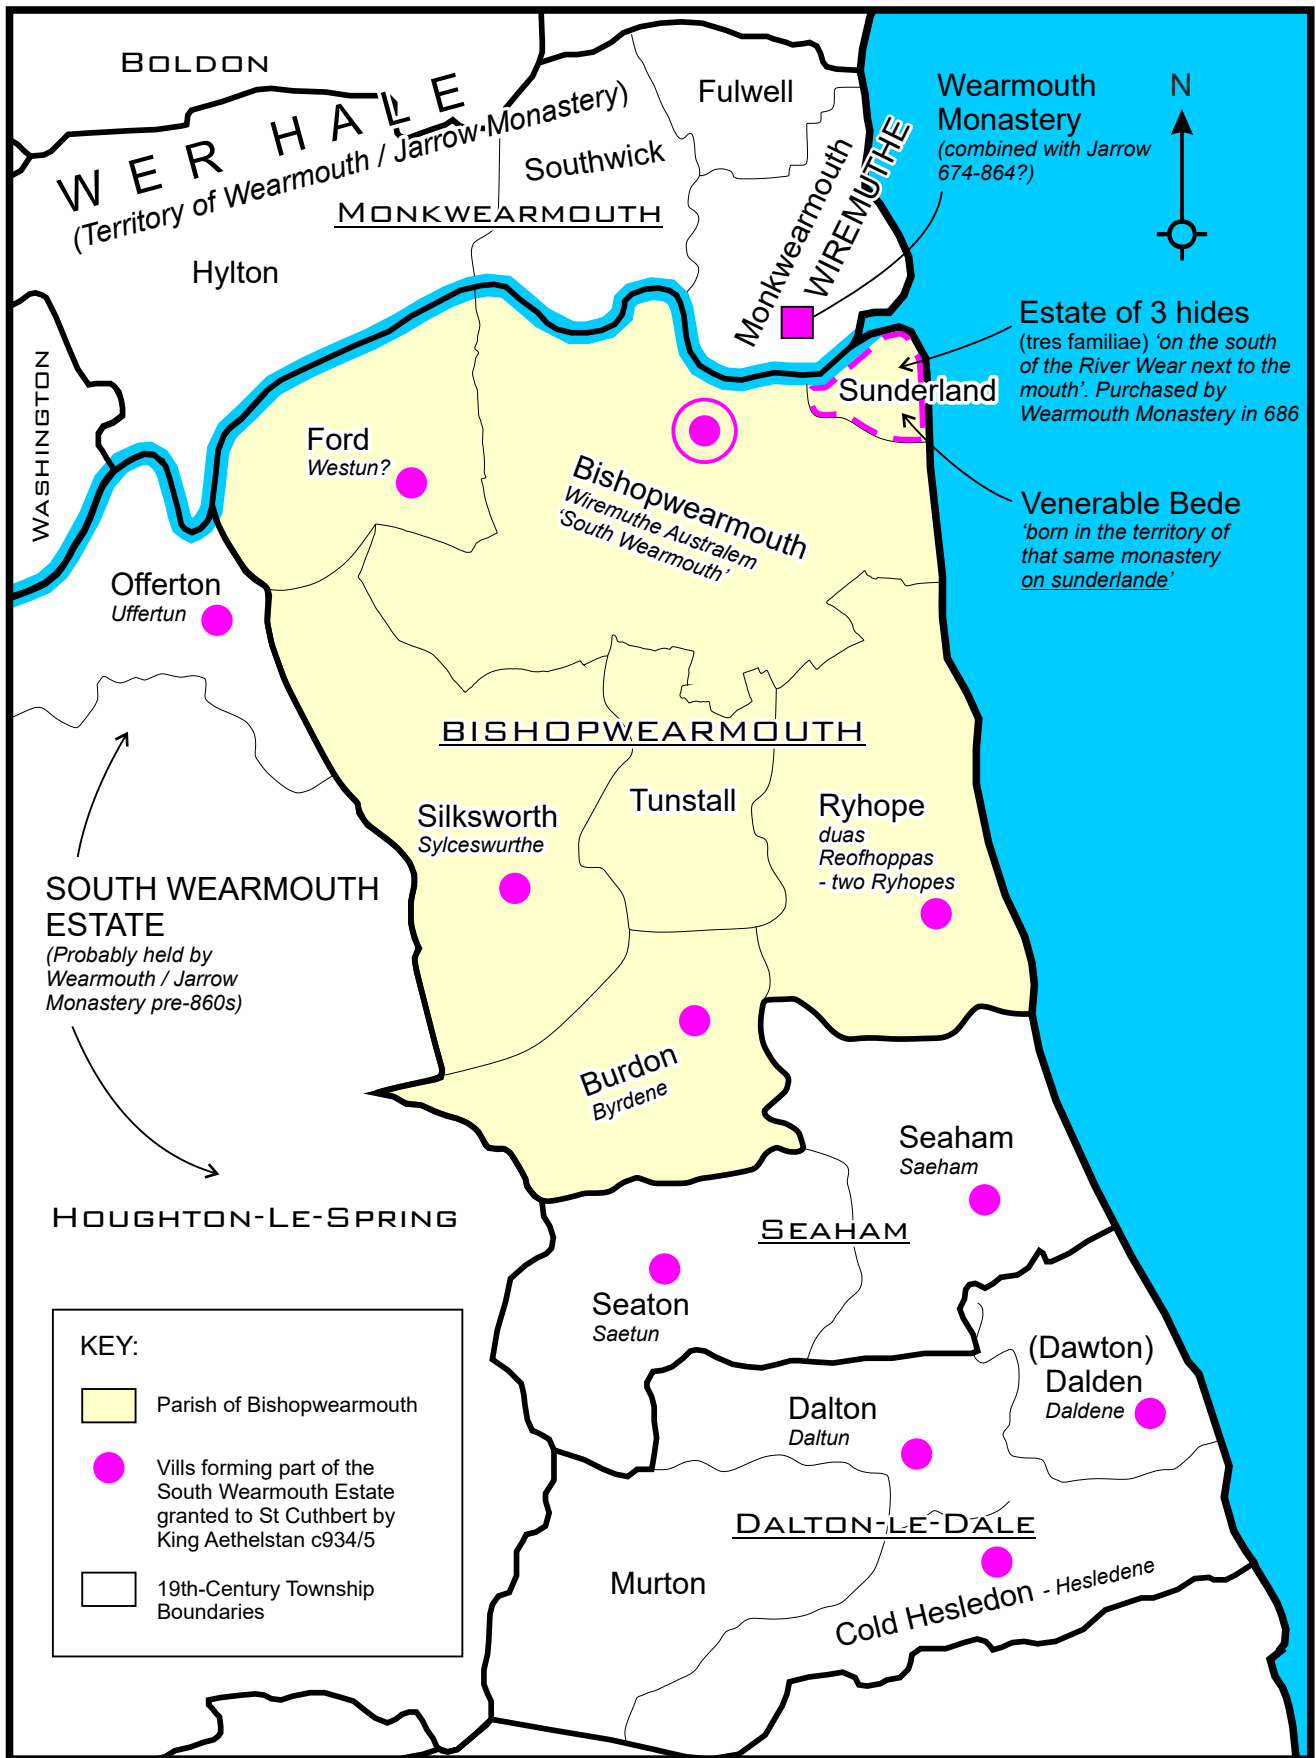 BOLDON
WER HALE
(Territory of Wearmouth / Jarrow Monastery)
Fulwell
Southwick
MONKWEARMOUTH
Hylton
Monkwearmouth
WIREMUTHE
Wearmouth
Monastery
(combined with Jarrow
674-864?)
N
WASHINGTON
Estate of 3 hides
(tres familiae) ‘on the south
of the River Wear next to the
mouth’. Purchased by
Wearmouth Monastery in 686
Sunderland
Ford
Westun?
Bishopwearmouth
Wiremuthe Australem
‘South Wearmouth’
Venerable Bede
‘born in the territory of
that same monastery
on sunderlande’
Offerton
Uffertun
BISHOPWEARMOUTH
Silksworth
Sylceswurthe
Tunstall
Ryhope
duas
Reofhoppas
- two Ryhopes
SOUTH WEARMOUTH
ESTATE
(Probably held by
Wearmouth / Jarrow
Monastery pre-860s)
Burdon
Byrdene
Seaham
Saeham
HOUGHTON-LE-SPRING
SEAHAM
Seaton
Saetun
(Dawton)
Dalden
Daldene
Dalton
Daltun
DALTON-LE-DALE
Murton
Cold Hesledon - Hesledene
KEY:
Parish of Bishopwearmouth
Vills forming part of the
South Wearmouth Estate
granted to St Cuthbert by
King Aethelstan c934/5
19th-Century Township
Boundaries